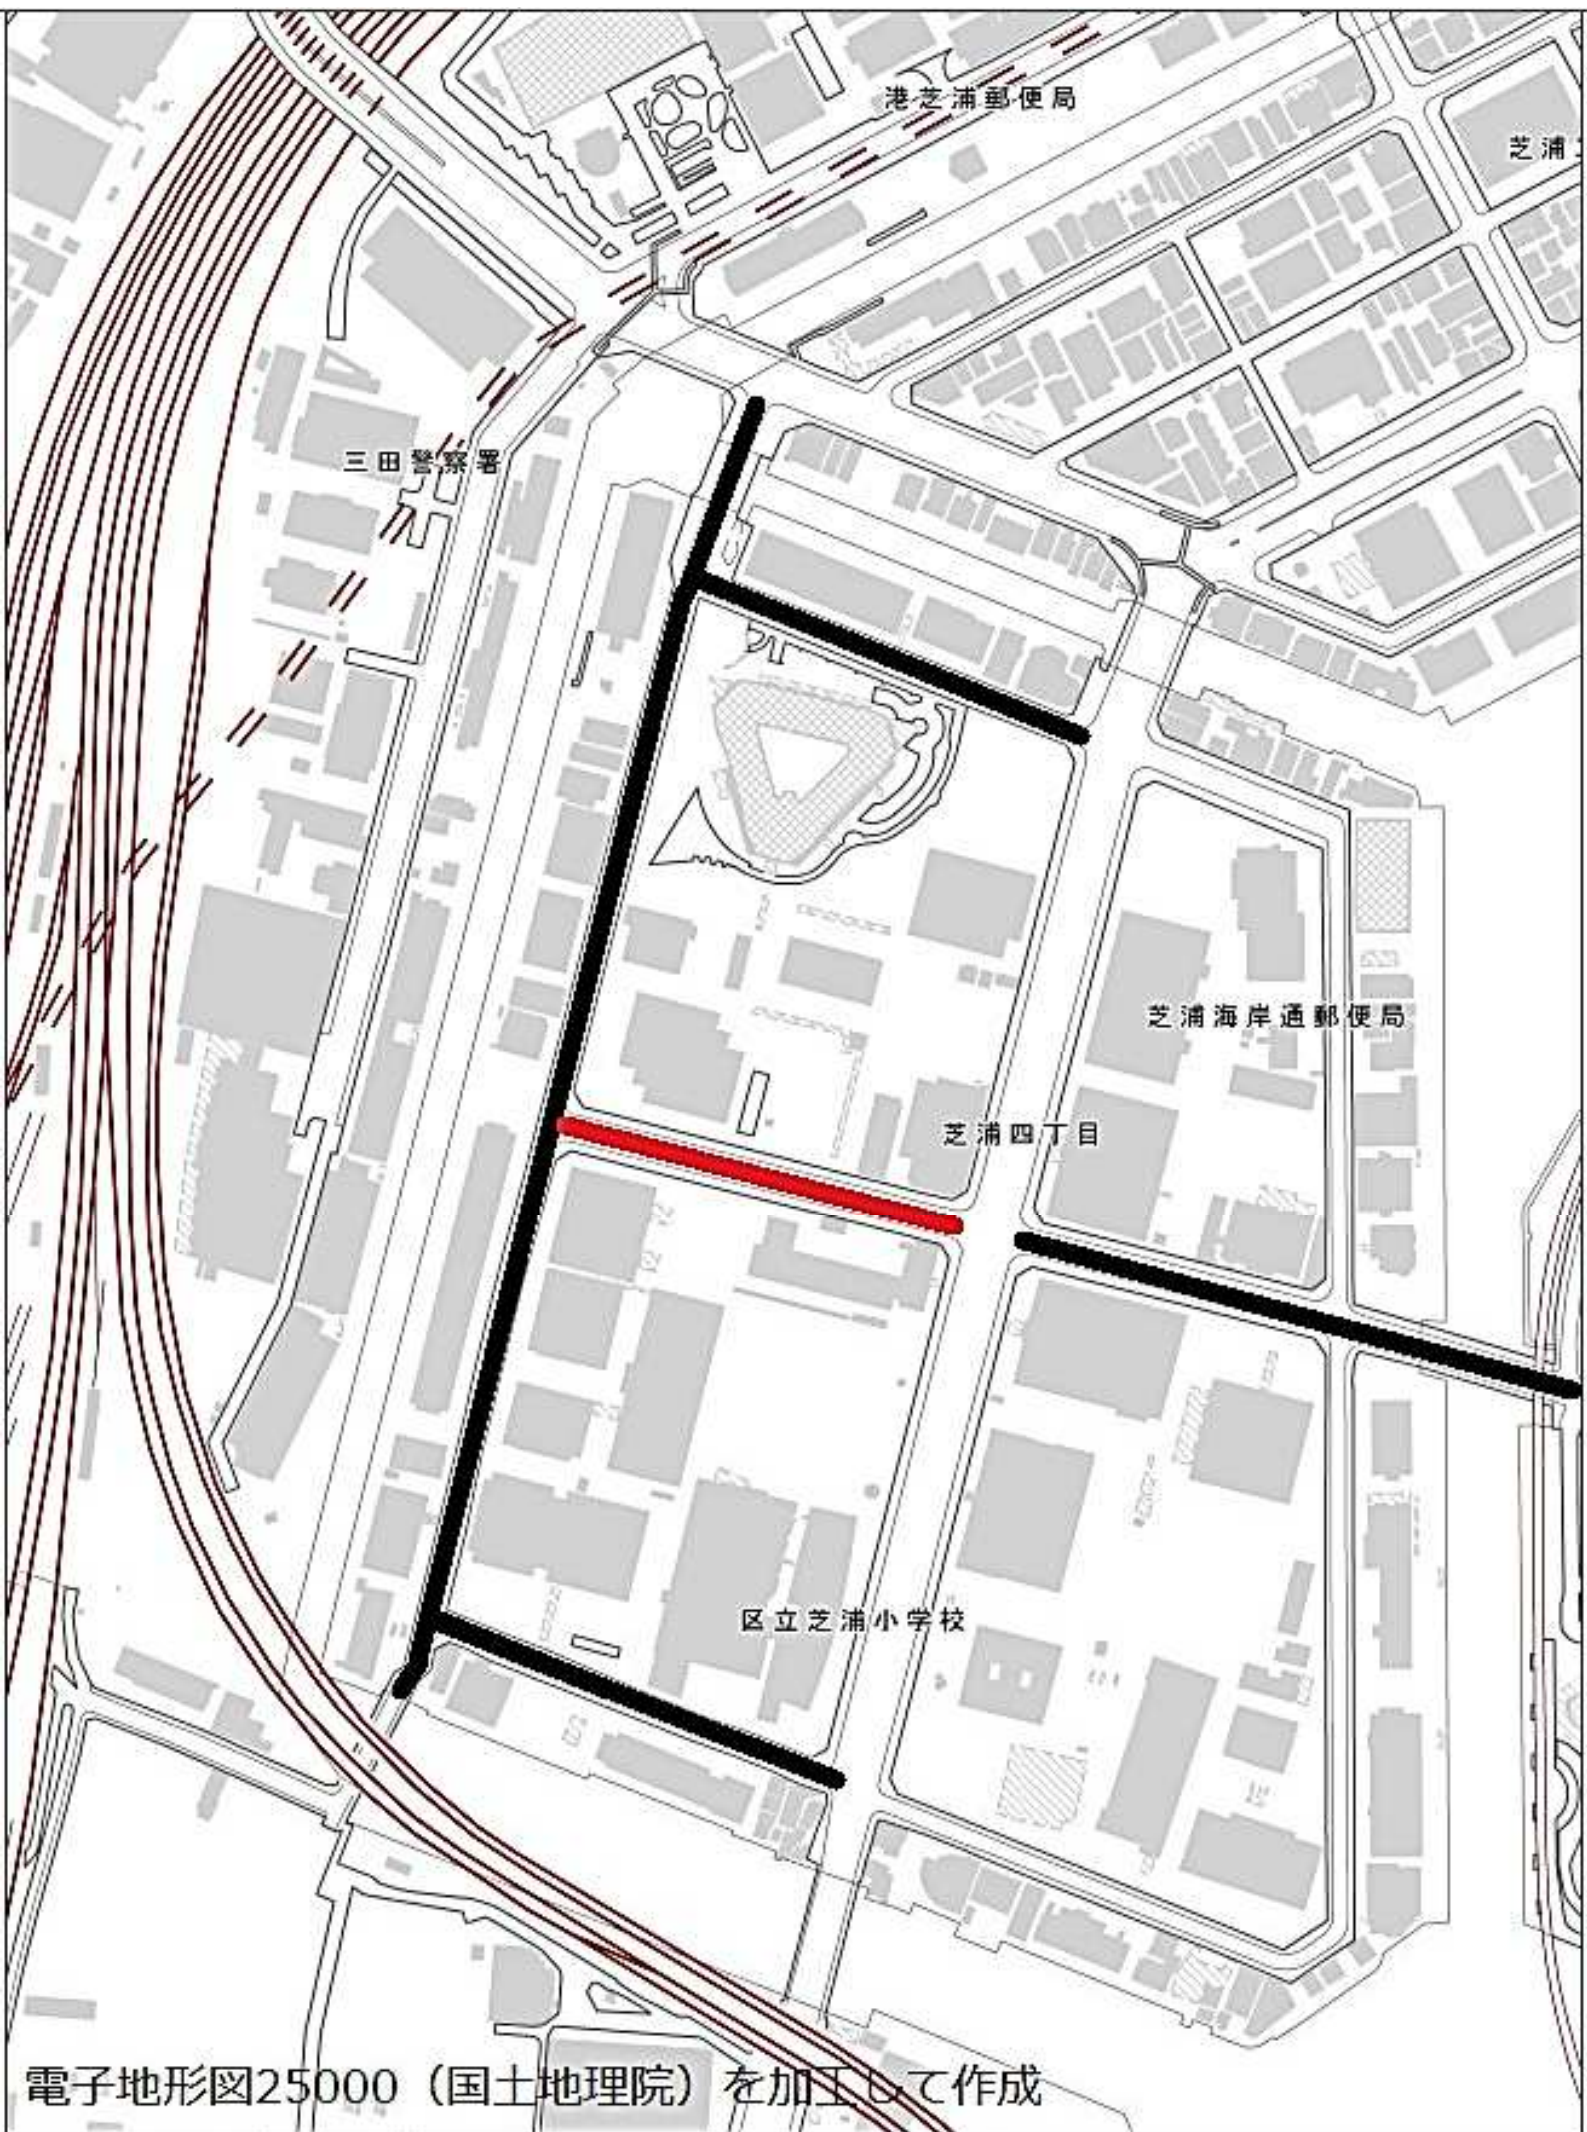 港芝浦郵便局
芝浦
三田警察署
芝浦海岸通郵便局
芝浦四丁目
区立芝浦小学校
電子地形図25000（国土地理院）を加工して作成